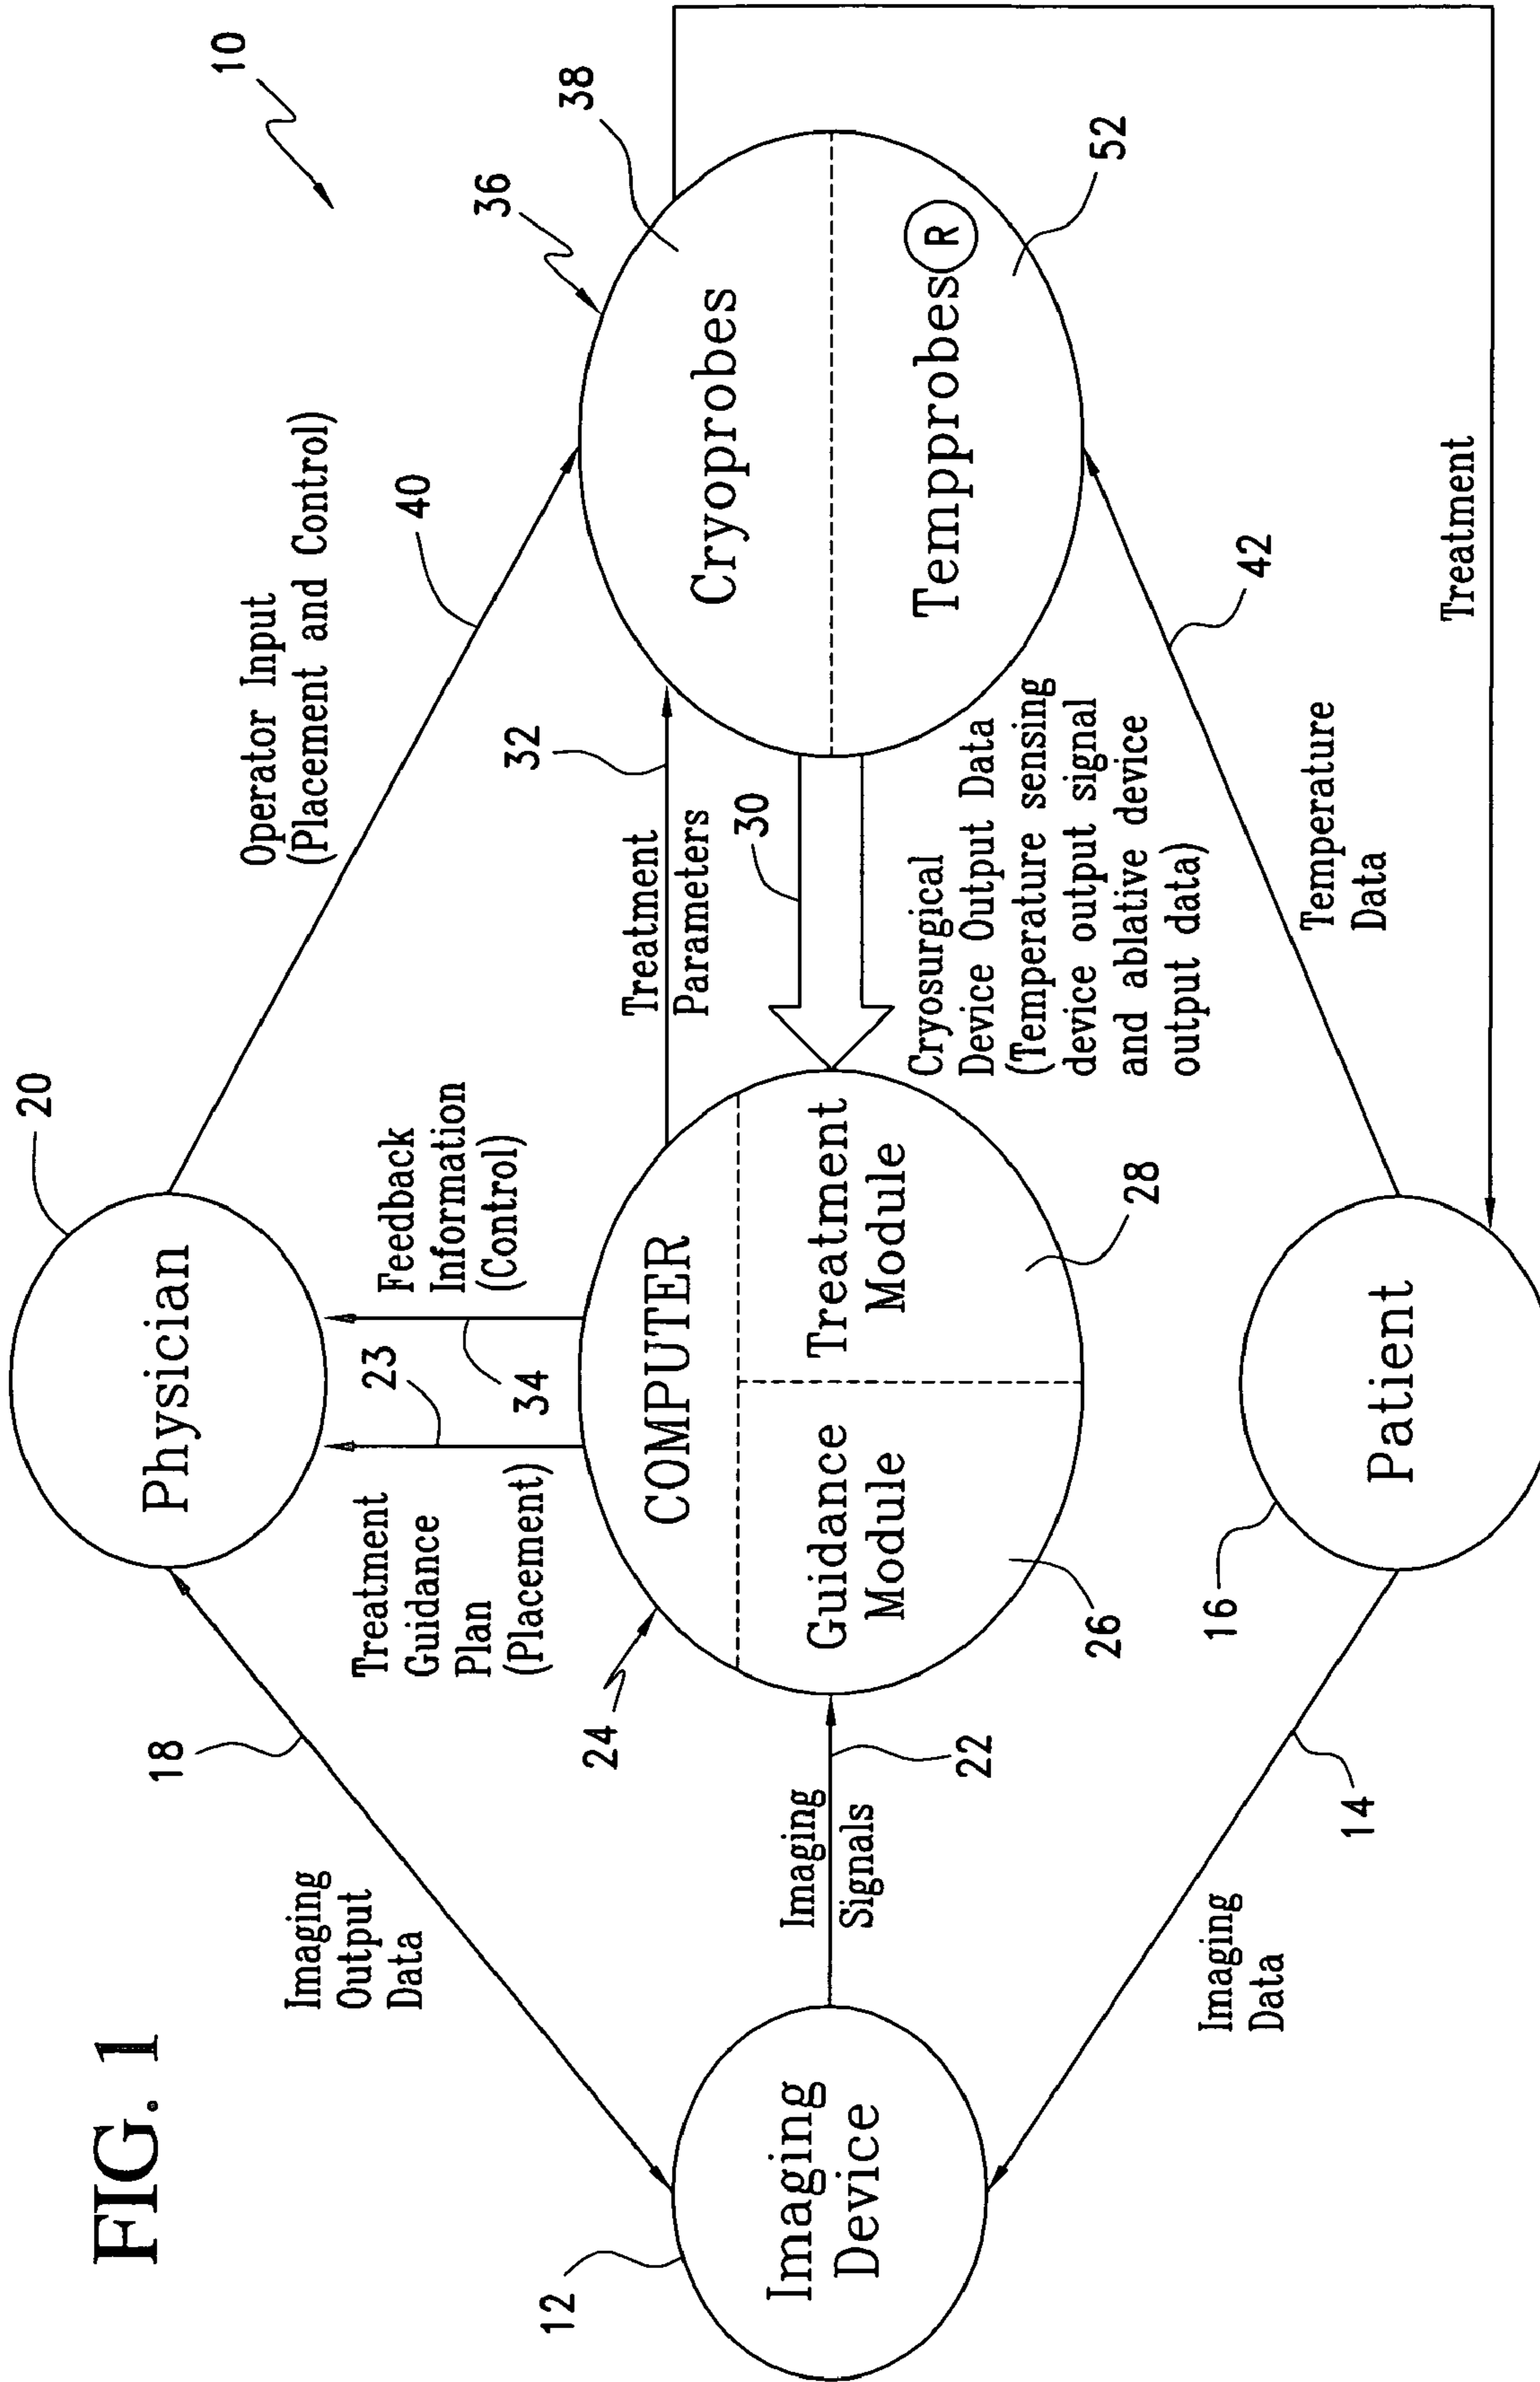 FIG. 1
10
20
Physician
18
Imaging
Output
Data
Operator Input
(Placement and Control)
40
Treatment
Guidance
Plan
(Placement)
23
34
Feedback
Information
(Control)
12
Imaging
Device
Imaging
Signals
22
24
COMPUTER
Guidance
Module
Treatment
Module
26
28
Treatment
Parameters
32
30
Cryosurgical
Device Output Data
(Temperature sensing
device output signal
and ablative device
output data)
36
38
Cryoprobes
Tempprobes®
52
Imaging
Data
14
16
Patient
Temperature
Data
42
Treatment